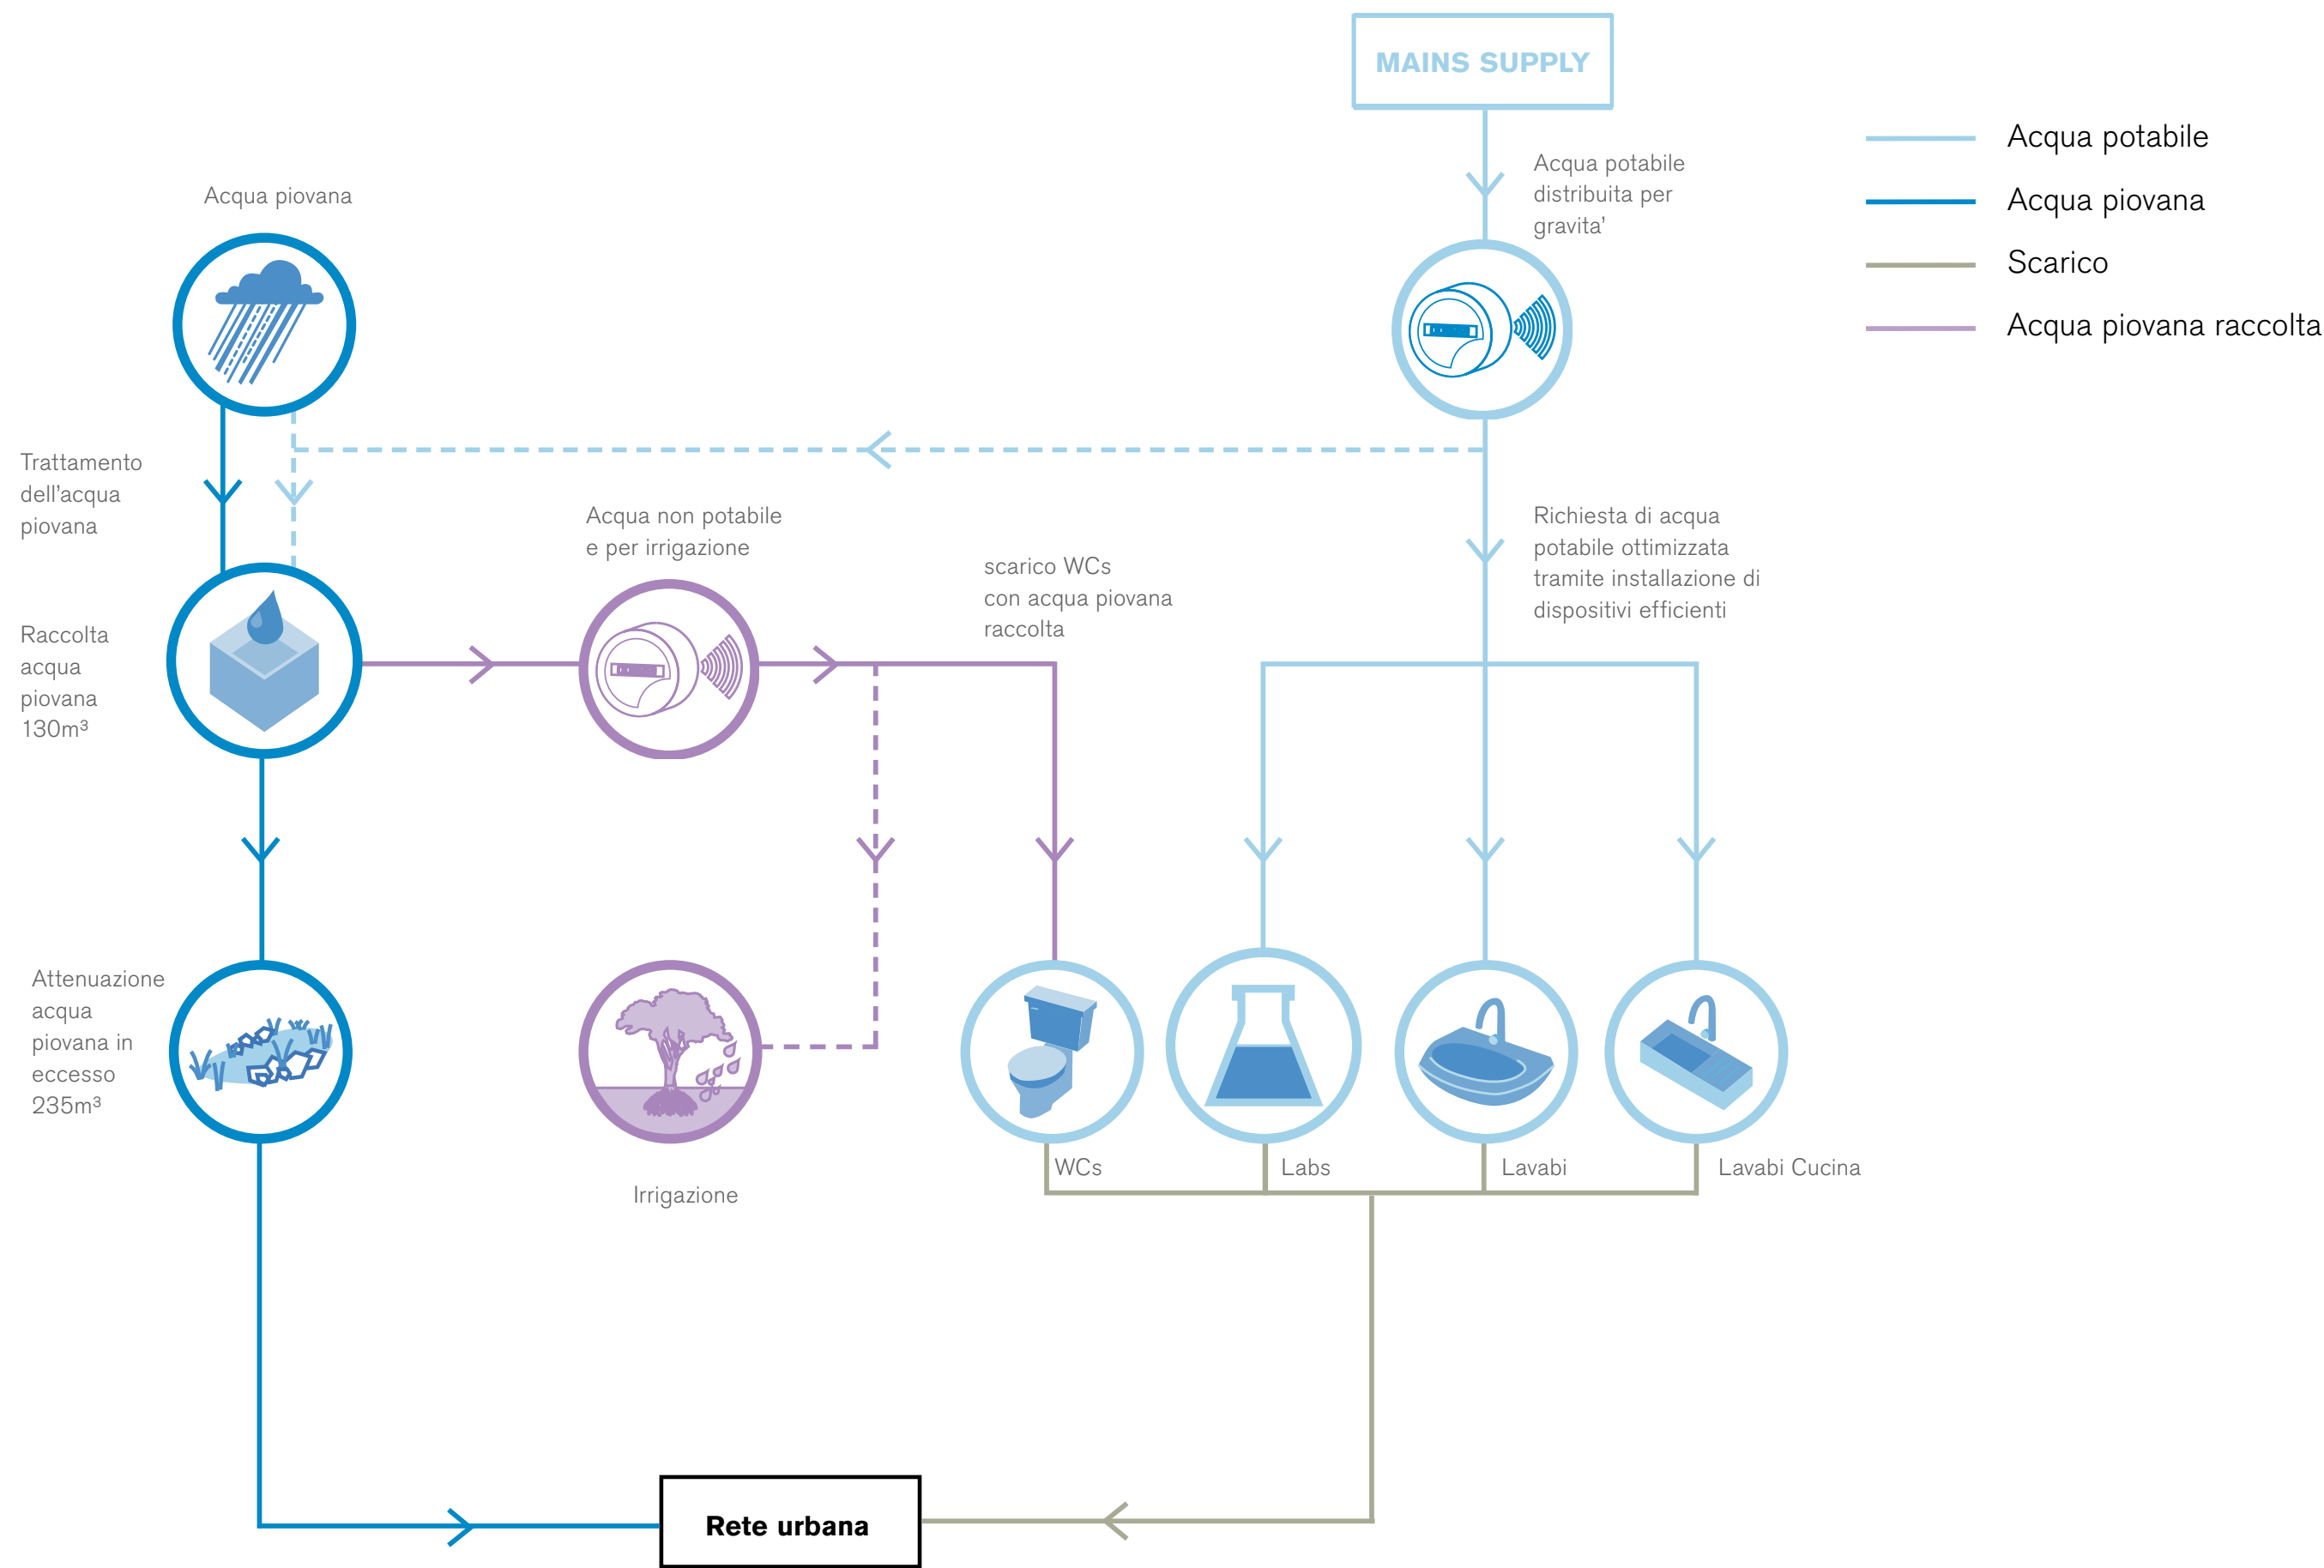 MAINS SUPPLY
Acqua potabile
Acqua piovana
Scarico
Acqua piovana raccolta
Acqua potabile
distribuita per
gravita’
Acqua piovana
Trattamento
dell’acqua
piovana
Acqua non potabile
e per irrigazione
scarico WCs
con acqua piovana
raccolta
Richiesta di acqua
potabile ottimizzata
tramite installazione di
dispositivi efficienti
Raccolta
acqua
piovana
130m³
Attenuazione
acqua
piovana in
eccesso
235m³
Irrigazione
WCs
Labs
Lavabi
Lavabi Cucina
Rete urbana